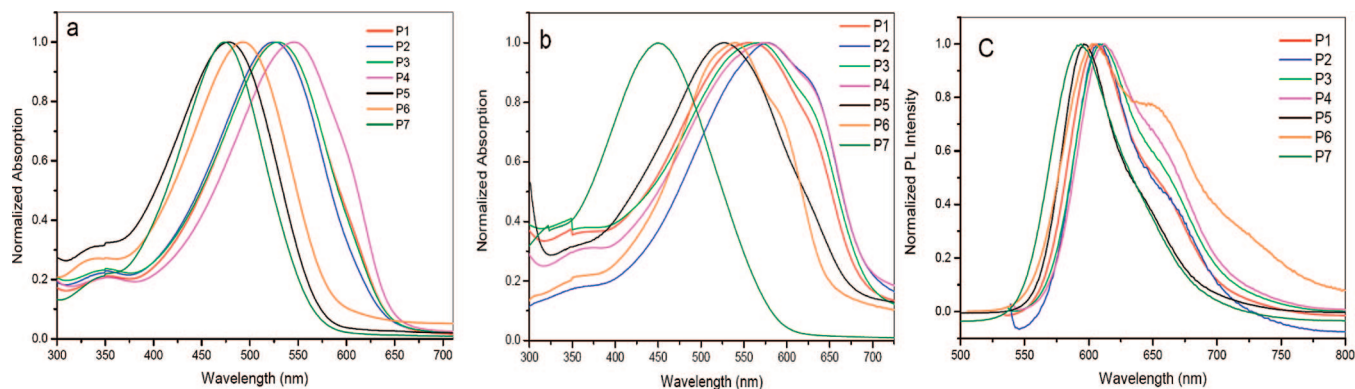 a
Normalized Absorption
1.0
0.8
0.6
0.4
0.2
0.0
300 350 400 450 500 550 600 650 700
Wavelength (nm)
P1
P2
P3
P4
P5
P6
P7
b
Normalized Absorption
1.0
0.8
0.6
0.4
0.2
0.0
300 350 400 450 500 550 600 650 700
Wavelength (nm)
P1
P2
P3
P4
P5
P6
P7
C
Normalized PL Intensity
1.0
0.8
0.6
0.4
0.2
0.0
500 550 600 650 700 750 800
Wavelength (nm)
P1
P2
P3
P4
P5
P6
P7